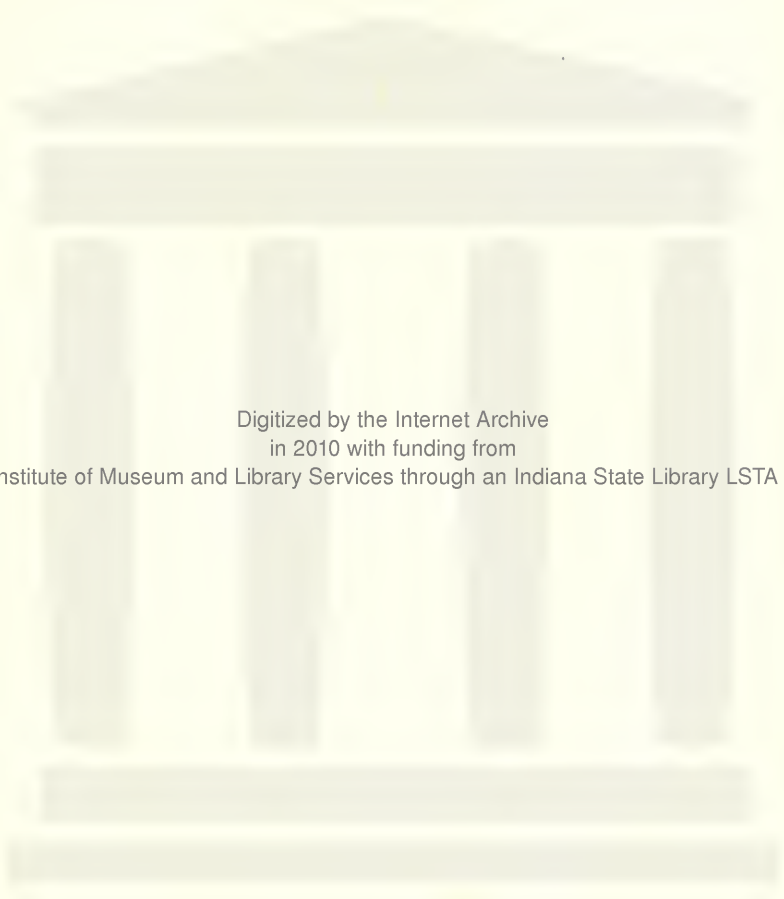 Digitized by the Internet Archive
in 2010 with funding from
nstitute of Museum and Library Services through an Indiana State Library LSTA